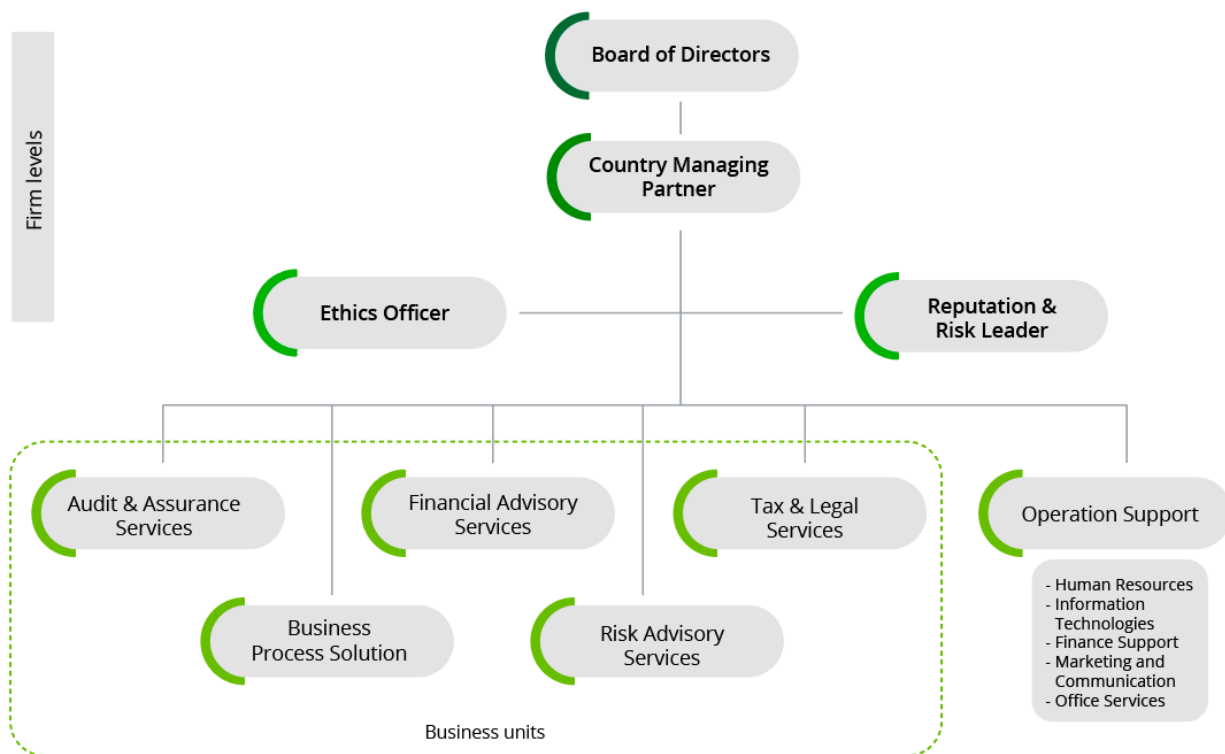 Firm levels
Board of Directors
Country Managing
Partner
Ethics Officer
Reputation &
Risk Leader
Audit & Assurance
Services
Financial Advisory
Services
Tax & Legal
Services
Operation Support
Business
Process Solution
Risk Advisory
Services
- Human Resources
- Information
Technologies
- Finance Support
- Marketing and
Communication
- Office Services
Business units